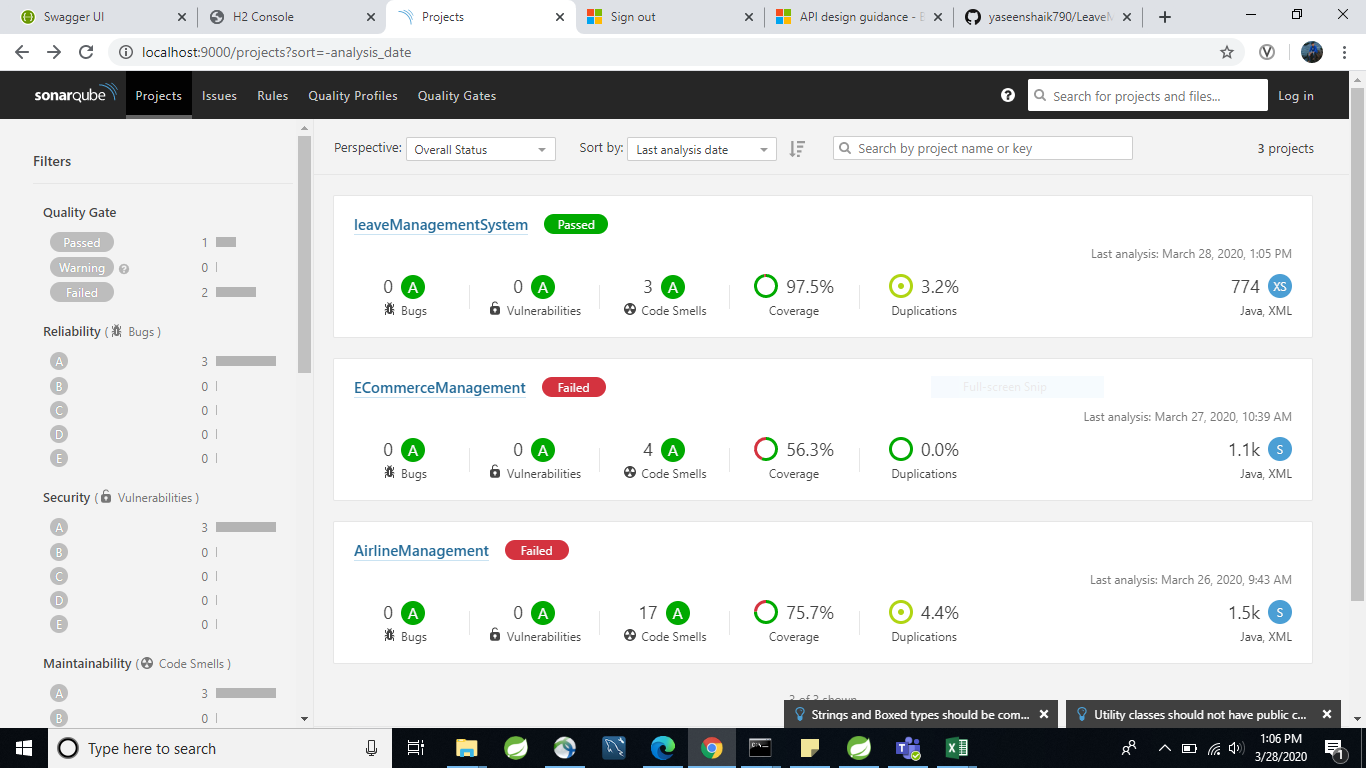 Swagger UI
H2 Console
Projects
Sign out
API design guidance - B
yaseenshaik790/LeaveM
localhost:9000/projects?sort=-analysis_date
sonarqube Projects Issues Rules Quality Profiles Quality Gates
Search for projects and files...
Log in
Filters
Perspective: Overall Status
Sort by: Last analysis date
Search by project name or key
3 projects
Quality Gate
Passed 1
Warning 0
Failed 2
Reliability ( Bugs )
A 3
B 0
C 0
D 0
E 0
Security ( Vulnerabilities )
A 3
B 0
C 0
D 0
E 0
Maintainability ( Code Smells )
A 3
B 0
leaveManagementSystem Passed
Last analysis: March 28, 2020, 1:05 PM
0 A 0 A 3 A 97.5% 3.2% 774 XS
Bugs Vulnerabilities Code Smells Coverage Duplications Java, XML
ECommerceManagement Failed
Full-screen Snip
Last analysis: March 27, 2020, 10:39 AM
0 A 0 A 4 A 56.3% 0.0% 1.1k S
Bugs Vulnerabilities Code Smells Coverage Duplications Java, XML
AirlineManagement Failed
Last analysis: March 26, 2020, 9:43 AM
0 A 0 A 17 A 75.7% 4.4% 1.5k S
Bugs Vulnerabilities Code Smells Coverage Duplications Java, XML
3 of 3 shown
Strings and Boxed types should be com...
Utility classes should not have public c...
Type here to search
1:06 PM
3/28/2020
1